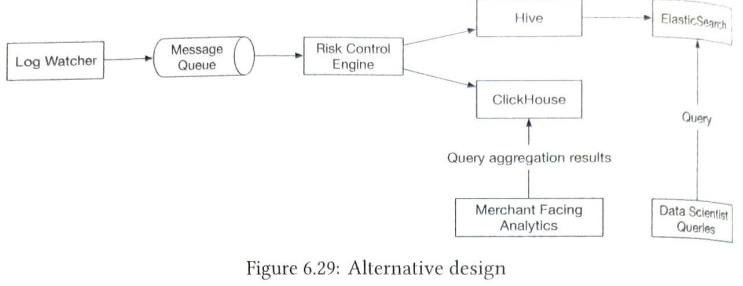 Hive
ElasticSearch
Log Watcher
Message
Queue
Risk Control
Engine
ClickHouse
Query
Query aggregation results
Merchant Facing
Analytics
Data Scientist
Queries
Figure 6.29: Alternative design